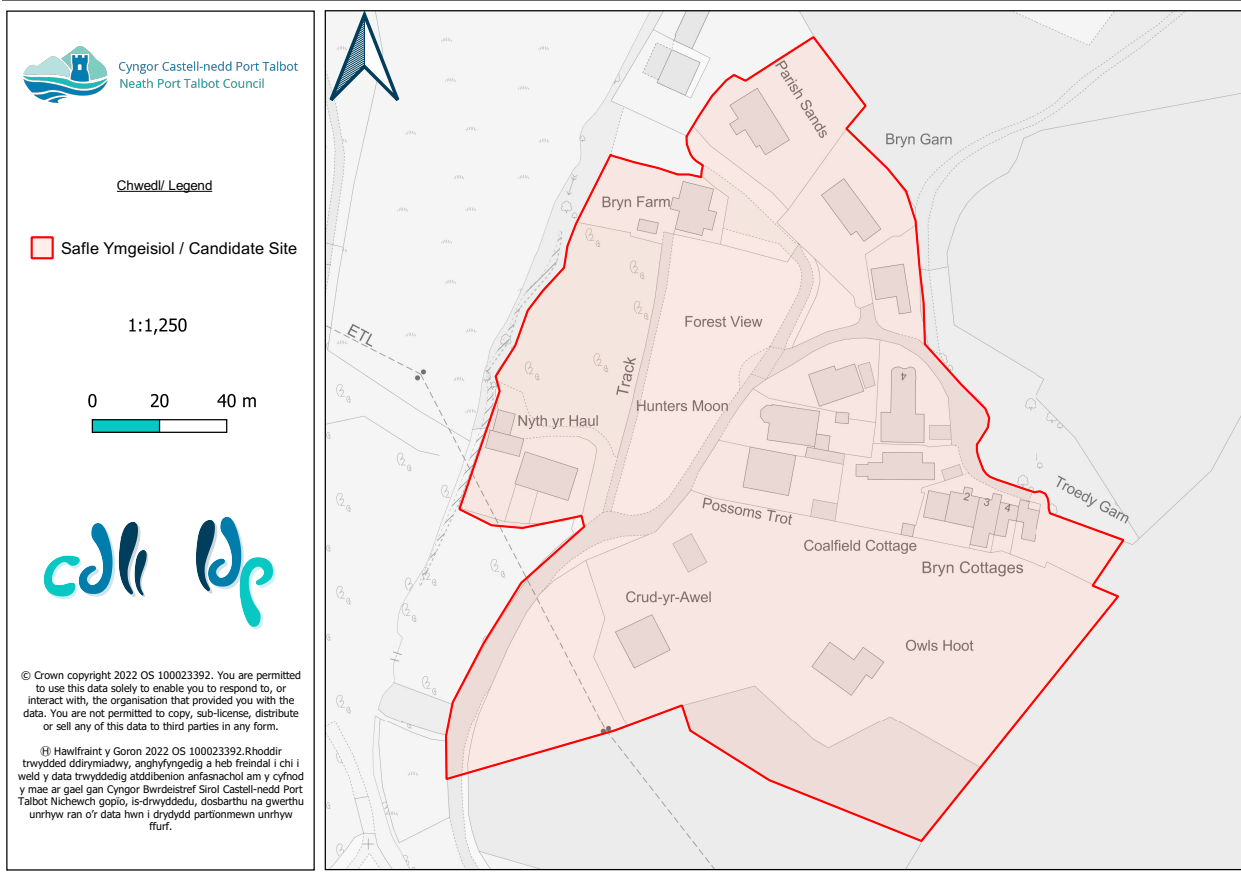 Cyngor Castell-nedd Port Talbot
Neath Port Talbot Council
Chwedl/ Legend
Safle Ymgeisiol / Candidate Site
1:1,250
0 20 40 m
cdll ldp
© Crown copyright 2022 OS 100023392. You are permitted
to use this data solely to enable you to respond to, or
interact with, the organisation that provided you with the
data. You are not permitted to copy, sub-license, distribute
or sell any of this data to third parties in any form.
Ⓗ Hawlfraint y Goron 2022 OS 100023392.Rhoddir
trwydded ddirymiadwy, anghyfyngedig a heb freindal i chi i
weld y data trwyddedig atddibenion anfasnachol am y cyfnod
y mae ar gael gan Cyngor Bwrdeistref Sirol Castell-nedd Port
Talbot Nichewch gopïo, is-drwyddedu, dosbarthu na gwerthu
unrhyw ran o'r data hwn i drydydd partïonmewn unrhyw
ffurf.
Parish Sands
Bryn Garn
Bryn Farm
Forest View
ETL
Track
Hunters Moon
4
Nyth yr Haul
Possoms Trot
2
3
4
Troedy Garn
Coalfield Cottage
Bryn Cottages
Crud-yr-Awel
Owls Hoot